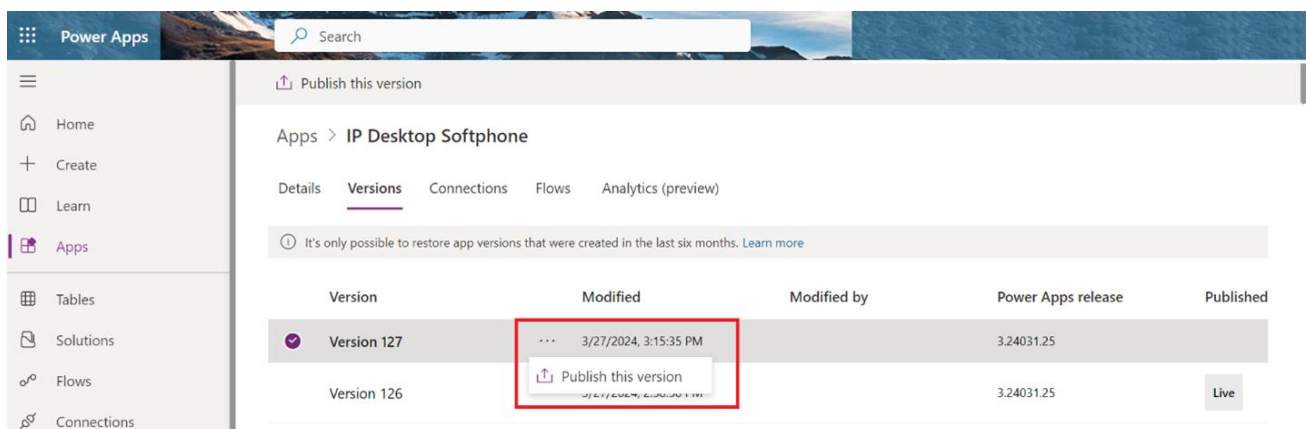 Power Apps
Search
Publish this version
Home
Create
Learn
Apps
Tables
Solutions
Flows
Connections
Apps > IP Desktop Softphone
Details Versions Connections Flows Analytics (preview)
It's only possible to restore app versions that were created in the last six months. Learn more
Version Modified Modified by Power Apps release Published
Version 127 ... 3/27/2024, 3:15:35 PM 3.24031.25
Publish this version
Version 126 3.24031.25 Live